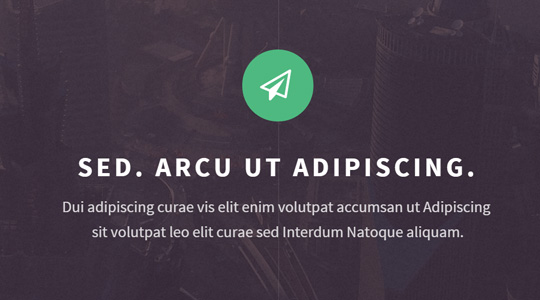 SED. ARCU UT ADIPISCING.
Dui adipiscing curae vis elit enim volutpat accumsan ut Adipiscing
sit volutpat leo elit curae sed Interdum Natoque aliquam.